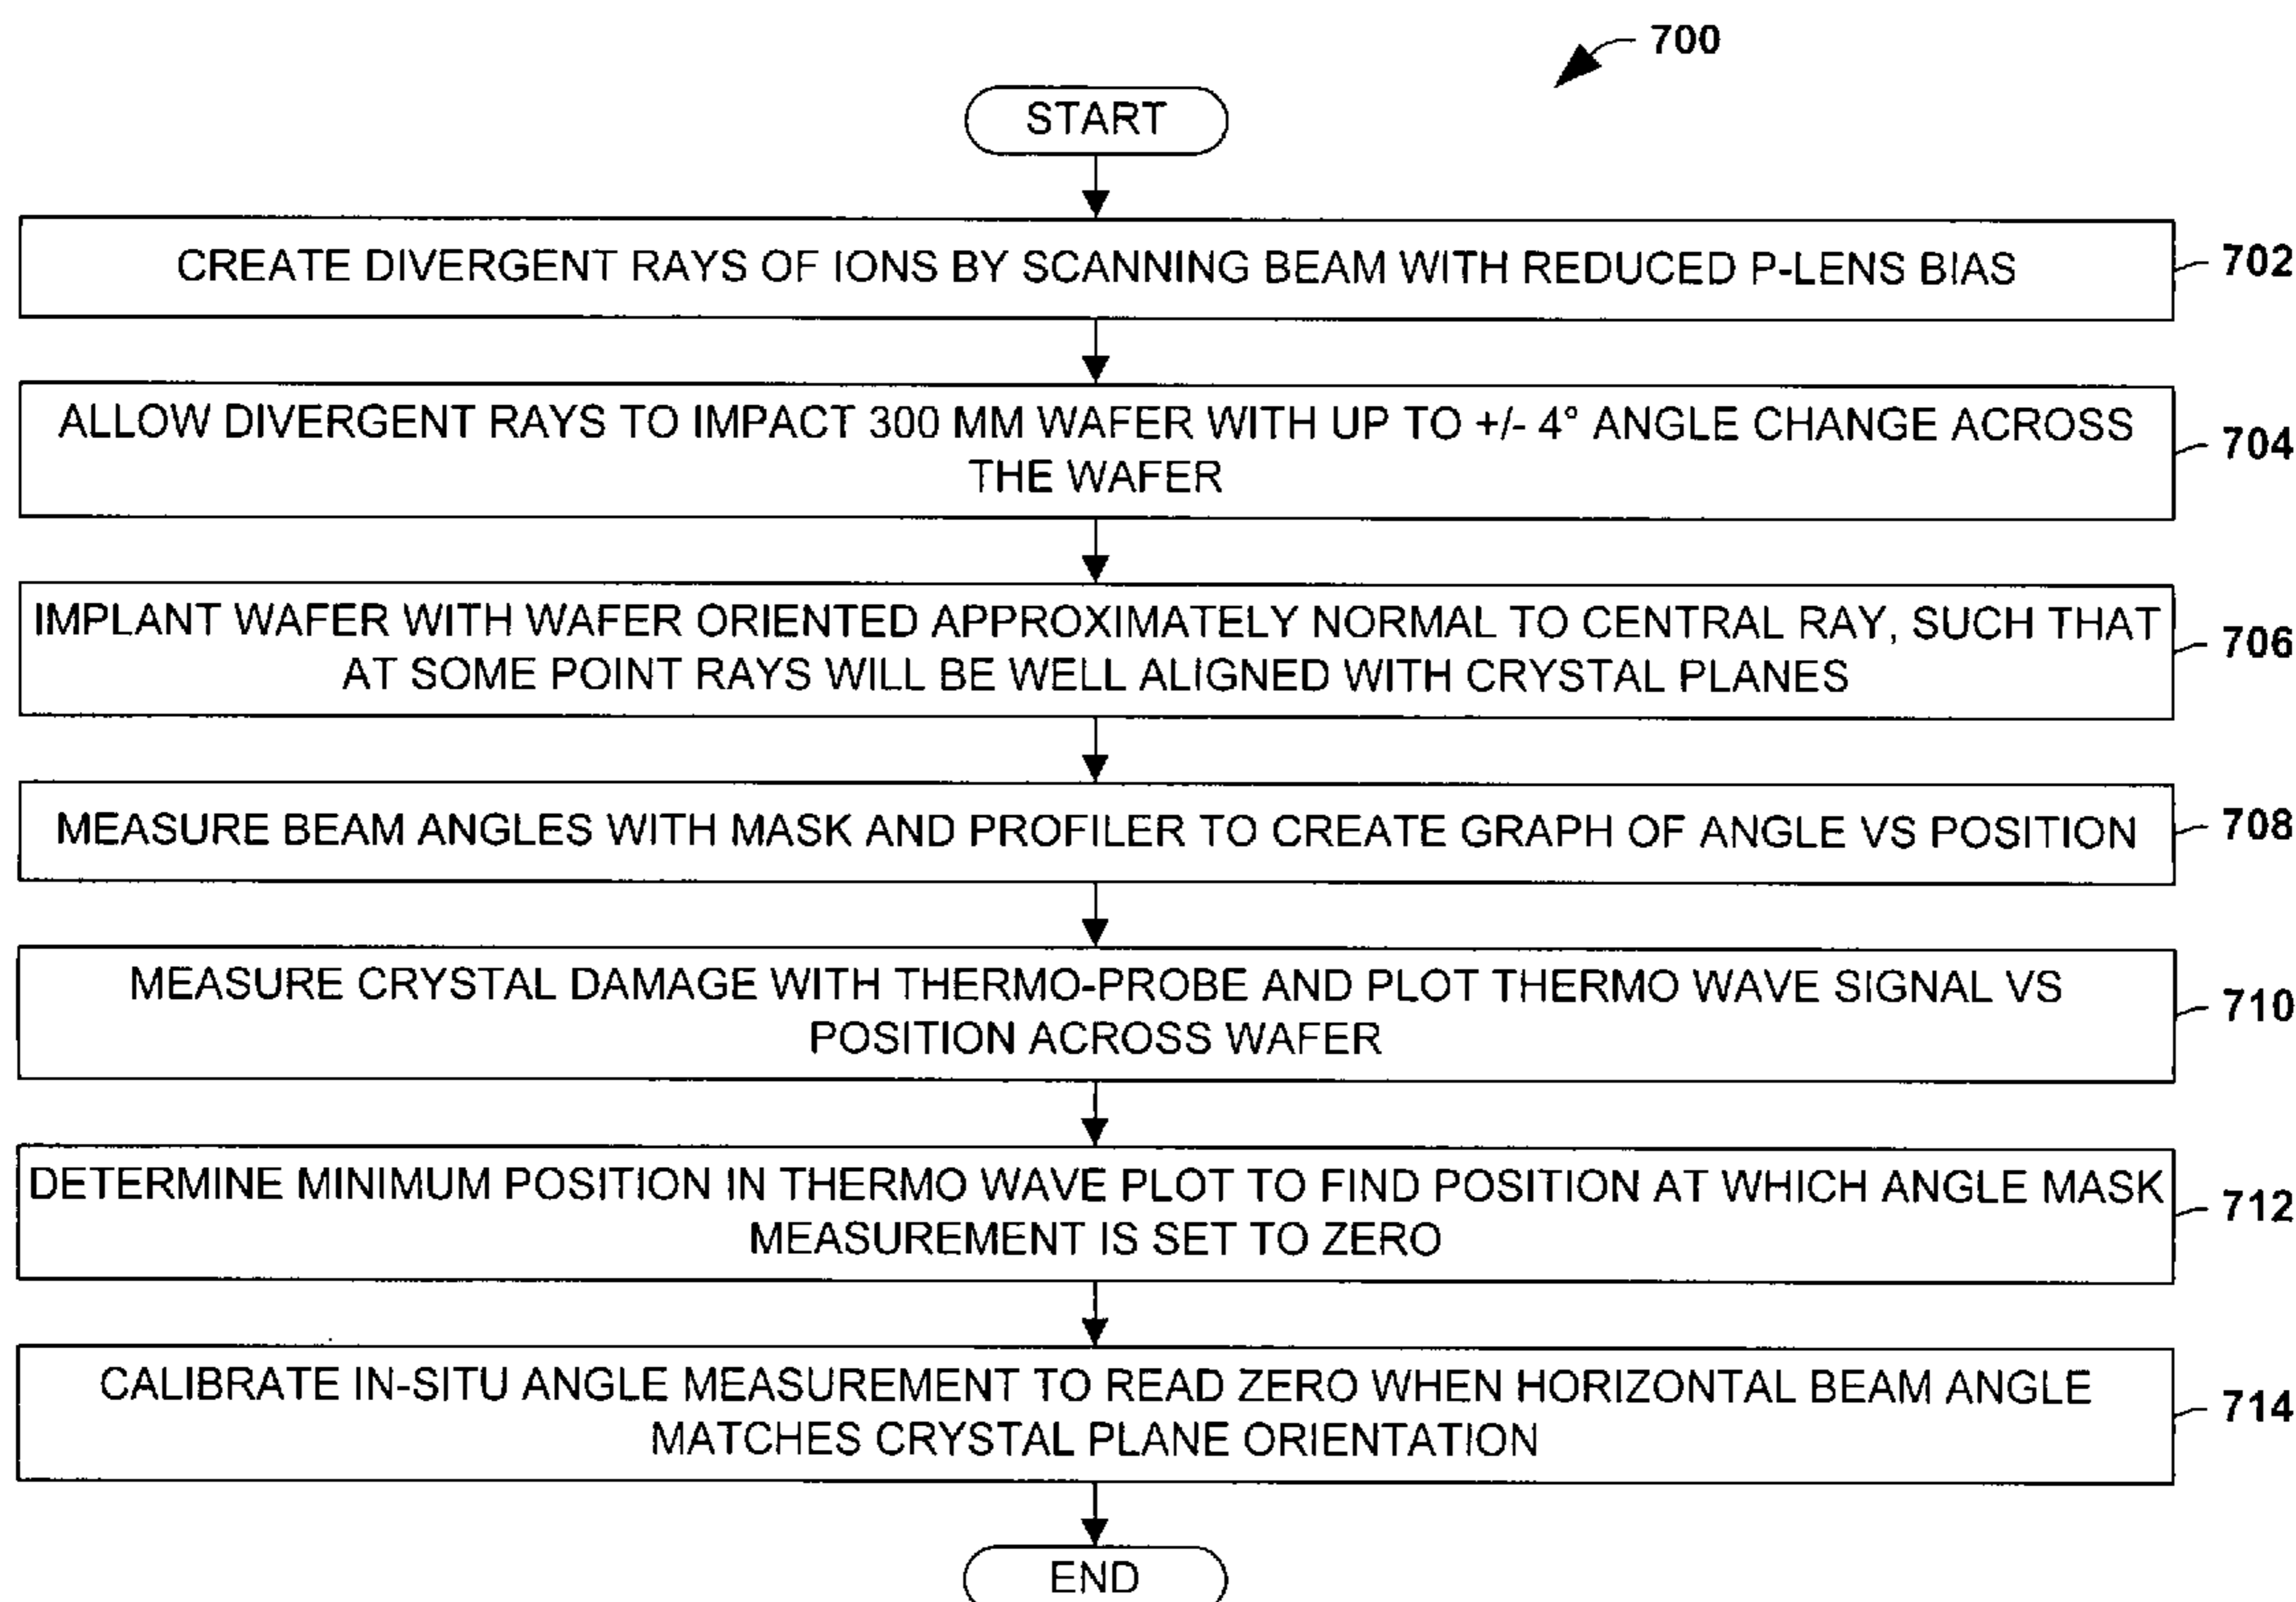 700
START
CREATE DIVERGENT RAYS OF IONS BY SCANNING BEAM WITH REDUCED P-LENS BIAS
702
ALLOW DIVERGENT RAYS TO IMPACT 300 MM WAFER WITH UP TO +/- 4° ANGLE CHANGE ACROSS
THE WAFER
704
IMPLANT WAFER WITH WAFER ORIENTED APPROXIMATELY NORMAL TO CENTRAL RAY, SUCH THAT
AT SOME POINT RAYS WILL BE WELL ALIGNED WITH CRYSTAL PLANES
706
MEASURE BEAM ANGLES WITH MASK AND PROFILER TO CREATE GRAPH OF ANGLE VS POSITION
708
MEASURE CRYSTAL DAMAGE WITH THERMO-PROBE AND PLOT THERMO WAVE SIGNAL VS
POSITION ACROSS WAFER
710
DETERMINE MINIMUM POSITION IN THERMO WAVE PLOT TO FIND POSITION AT WHICH ANGLE MASK
MEASUREMENT IS SET TO ZERO
712
CALIBRATE IN-SITU ANGLE MEASUREMENT TO READ ZERO WHEN HORIZONTAL BEAM ANGLE
MATCHES CRYSTAL PLANE ORIENTATION
714
END